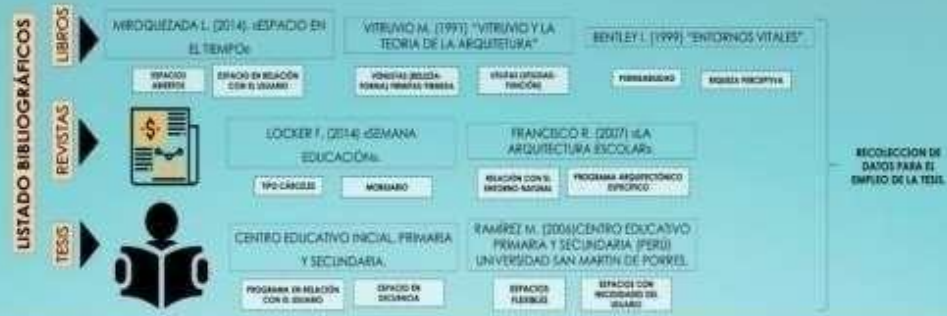 LISTADO BIBLIOGRÁFICOS
LIBROS
MIROQUEZADA L. (2014). «ESPACIO EN
EL TIEMPO»
ESPACIOS
ABIERTOS
ESPACIO EN RELACIÓN
CON EL USUARIO
VITRUVIO M. (1991) "VITRUVIO Y LA
TEORIA DE LA ARQUITETURA"
VENUSTAS (BELLEZA-
FORMA) FIRMITAS-FIRMEZA
UTILITAS (UTILIDAD-
FUNCIÓN)
BENTLEY I. (1999) "ENTORNOS VITALES".
PERMEABILIDAD
RIQUEZA PERCEPTIVA
REVISTAS
$
LOCKER F. (2014) «SEMANA
EDUCACIÓN».
TIPO CÁRCELES
MOBILIARIO
FRANCISCO R. (2007) «LA
ARQUITECTURA ESCOLAR»
RELACIÓN CON EL
ENTORNO NATURAL
PROGRAMA ARQUITECTÓNICO
ESPECÍFICO
TESIS
CENTRO EDUCATIVO INICIAL, PRIMARIA
Y SECUNDARIA.
PROGRAMA EN RELACIÓN
CON EL USUARIO
ESPACIO EN
SECUENCIA
RAMÍREZ M. (2006)CENTRO EDUCATIVO
PRIMARIA Y SECUNDARIA (PERÚ)
UNIVERSIDAD SAN MARTIN DE PORRES.
ESPACIOS
FLEXIBLES
ESPACIOS CON
NECESIDADES DEL
USUARIO
RECOLECCION DE
DATOS PARA EL
EMPLEO DE LA TESIS.